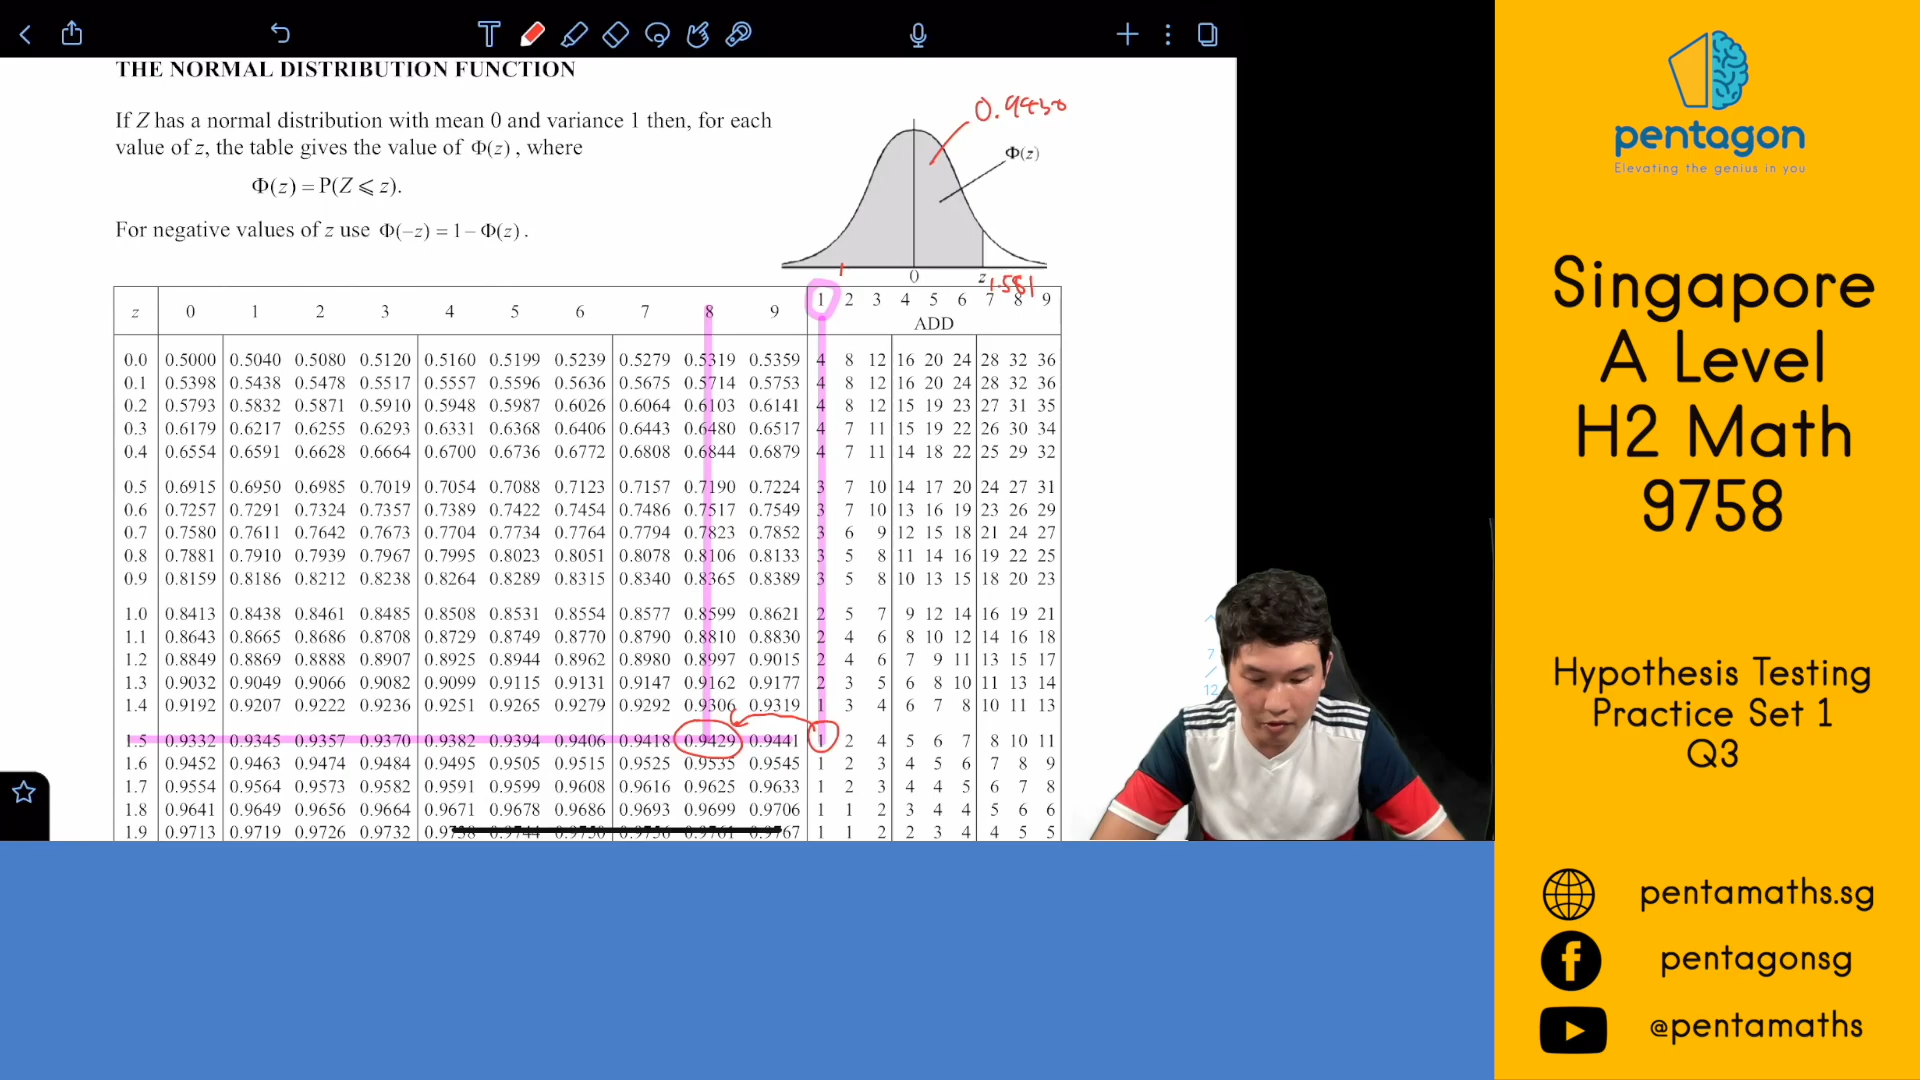 THE NORMAL DISTRIBUTION FUNCTION
If Z has a normal distribution with mean 0 and variance 1 then, for each
value of z, the table gives the value of Φ(z), where
Φ(z) = P(Z ⩽ z).
For negative values of z use Φ(−z) = 1 − Φ(z).
0.9430
Φ(z)
0 z 1.581
z 0 1 2 3 4 5 6 7 8 9 1 2 3 4 5 6 7 8 9
ADD
0.0 0.5000 0.5040 0.5080 0.5120 0.5160 0.5199 0.5239 0.5279 0.5319 0.5359 4 8 12 16 20 24 28 32 36
0.1 0.5398 0.5438 0.5478 0.5517 0.5557 0.5596 0.5636 0.5675 0.5714 0.5753 4 8 12 16 20 24 28 32 36
0.2 0.5793 0.5832 0.5871 0.5910 0.5948 0.5987 0.6026 0.6064 0.6103 0.6141 4 8 12 15 19 23 27 31 35
0.3 0.6179 0.6217 0.6255 0.6293 0.6331 0.6368 0.6406 0.6443 0.6480 0.6517 4 7 11 15 19 22 26 30 34
0.4 0.6554 0.6591 0.6628 0.6664 0.6700 0.6736 0.6772 0.6808 0.6844 0.6879 4 7 11 14 18 22 25 29 32
0.5 0.6915 0.6950 0.6985 0.7019 0.7054 0.7088 0.7123 0.7157 0.7190 0.7224 3 7 10 14 17 20 24 27 31
0.6 0.7257 0.7291 0.7324 0.7357 0.7389 0.7422 0.7454 0.7486 0.7517 0.7549 3 7 10 13 16 19 23 26 29
0.7 0.7580 0.7611 0.7642 0.7673 0.7704 0.7734 0.7764 0.7794 0.7823 0.7852 3 6 9 12 15 18 21 24 27
0.8 0.7881 0.7910 0.7939 0.7967 0.7995 0.8023 0.8051 0.8078 0.8106 0.8133 3 5 8 11 14 16 19 22 25
0.9 0.8159 0.8186 0.8212 0.8238 0.8264 0.8289 0.8315 0.8340 0.8365 0.8389 3 5 8 10 13 15 18 20 23
1.0 0.8413 0.8438 0.8461 0.8485 0.8508 0.8531 0.8554 0.8577 0.8599 0.8621 2 5 7 9 12 14 16 19 21
1.1 0.8643 0.8665 0.8686 0.8708 0.8729 0.8749 0.8770 0.8790 0.8810 0.8830 2 4 6 8 10 12 14 16 18
1.2 0.8849 0.8869 0.8888 0.8907 0.8925 0.8944 0.8962 0.8980 0.8997 0.9015 2 4 6 7 9 11 13 15 17
1.3 0.9032 0.9049 0.9066 0.9082 0.9099 0.9115 0.9131 0.9147 0.9162 0.9177 2 3 5 6 8 10 11 13 14
1.4 0.9192 0.9207 0.9222 0.9236 0.9251 0.9265 0.9279 0.9292 0.9306 0.9319 1 3 4 6 7 8 10 11 13
1.5 0.9332 0.9345 0.9357 0.9370 0.9382 0.9394 0.9406 0.9418 0.9429 0.9441 1 2 4 5 6 7 8 10 11
1.6 0.9452 0.9463 0.9474 0.9484 0.9495 0.9505 0.9515 0.9525 0.9535 0.9545 1 2 3 4 5 6 7 8 9
1.7 0.9554 0.9564 0.9573 0.9582 0.9591 0.9599 0.9608 0.9616 0.9625 0.9633 1 2 3 4 4 5 6 7 8
1.8 0.9641 0.9649 0.9656 0.9664 0.9671 0.9678 0.9686 0.9693 0.9699 0.9706 1 1 2 3 4 4 5 6 6
1.9 0.9713 0.9719 0.9726 0.9732 0.9738 0.9744 0.9750 0.9756 0.9761 0.9767 1 1 2 2 3 4 4 5 5
7
/
12
pentagon
Elevating the genius in you
Singapore
A Level
H2 Math
9758
Hypothesis Testing
Practice Set 1
Q3
pentamaths.sg
pentagonsg
@pentamaths